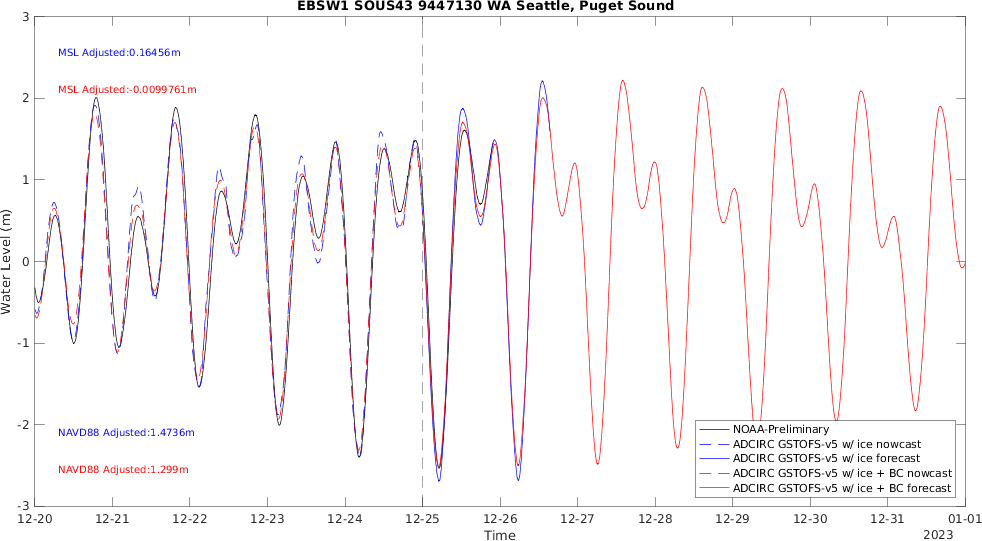 EBSW1 SOUS43 9447130 WA Seattle, Puget Sound
3
2
1
0
-1
-2
-3
Water Level (m)
MSL Adjusted:0.16456m
MSL Adjusted:-0.0099761m
NAVD88 Adjusted:1.4736m
NAVD88 Adjusted:1.299m
NOAA-Preliminary
ADCIRC GSTOFS-v5 w/ ice nowcast
ADCIRC GSTOFS-v5 w/ ice forecast
ADCIRC GSTOFS-v5 w/ ice + BC nowcast
ADCIRC GSTOFS-v5 w/ ice + BC forecast
12-20 12-21 12-22 12-23 12-24 12-25 12-26 12-27 12-28 12-29 12-30 12-31 01-01
Time
2023